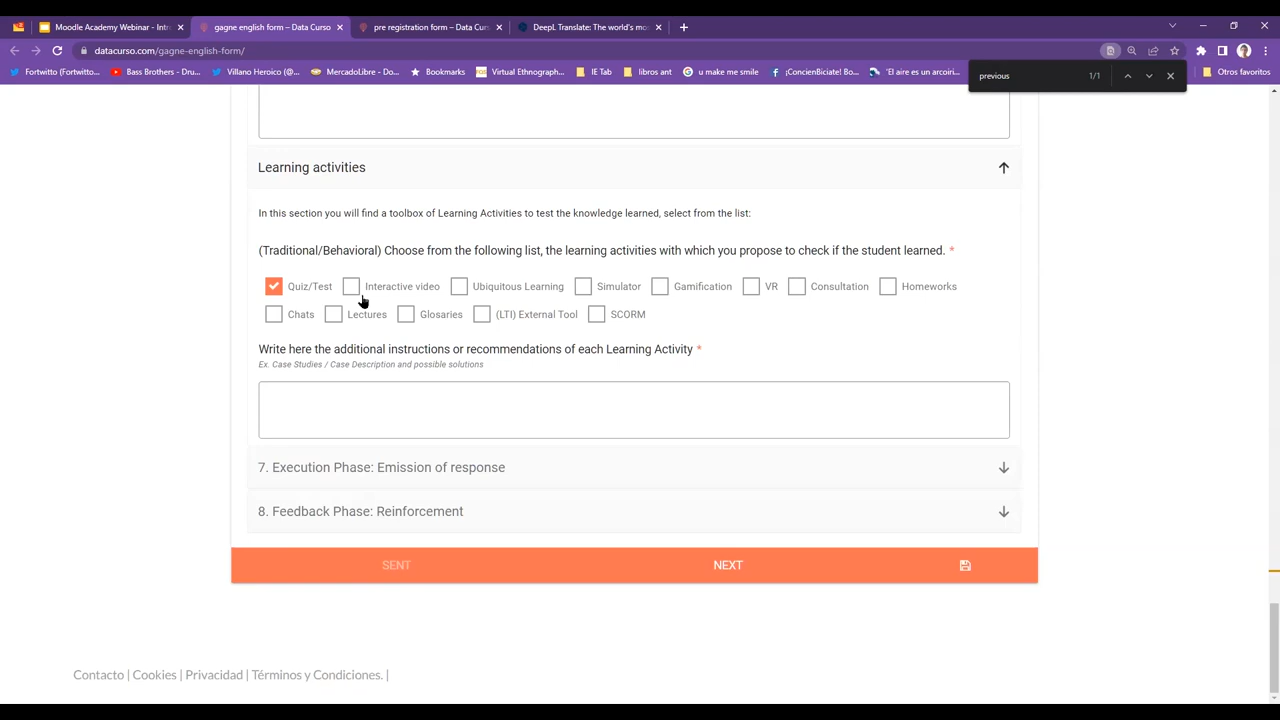 Moodle Academy Webinar - Intro
gagne english form – Data Curso
pre registration form – Data Cu
DeepL Translate: The world's mo
datacurso.com/gagne-english-form/
Fortwitto (Fortwitto...
Bass Brothers - Dru...
Villano Heroico (@...
MercadoLibre - Do...
Bookmarks
Virtual Ethnograph...
IE Tab
libros ant
u make me smile
¡ConcienBiciate! Bo...
'El aire es un arcoiri...
Otros favoritos
previous 1/1
Learning activities
In this section you will find a toolbox of Learning Activities to test the knowledge learned, select from the list:
(Traditional/Behavioral) Choose from the following list, the learning activities with which you propose to check if the student learned. *
Quiz/Test Interactive video Ubiquitous Learning Simulator Gamification VR Consultation Homeworks
Chats Lectures Glosaries (LTI) External Tool SCORM
Write here the additional instructions or recommendations of each Learning Activity *
Ex. Case Studies / Case Description and possible solutions
7. Execution Phase: Emission of response
8. Feedback Phase: Reinforcement
SENT NEXT
Contacto | Cookies | Privacidad | Términos y Condiciones. |